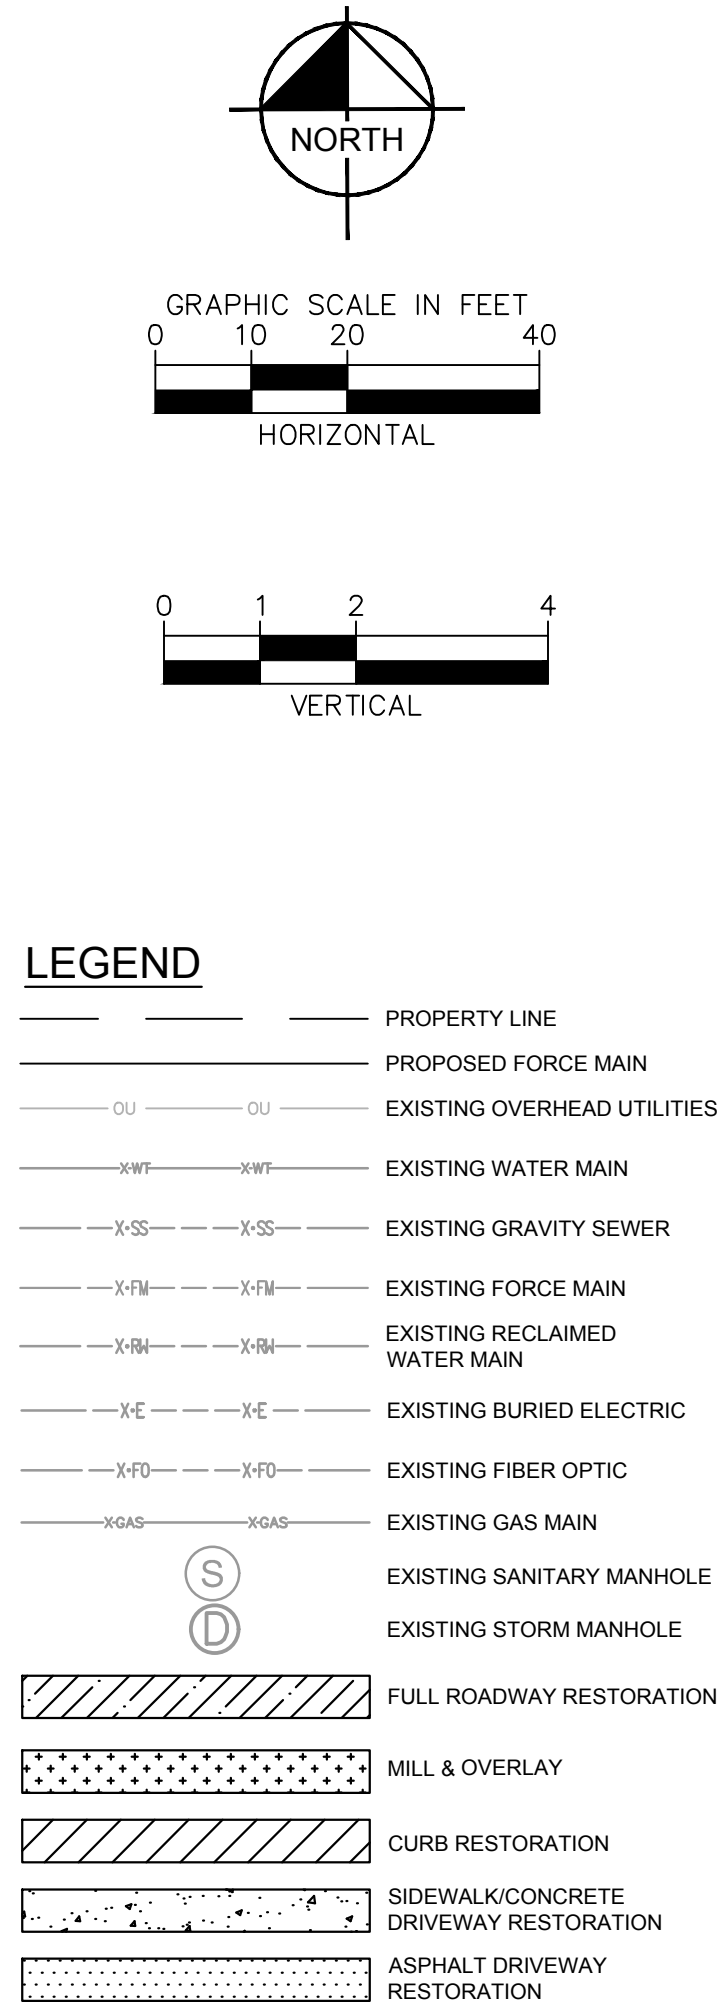 NORTH
GRAPHIC SCALE IN FEET
0 10 20 40
HORIZONTAL
0 1 2 4
VERTICAL
LEGEND
PROPERTY LINE
PROPOSED FORCE MAIN
OU OU EXISTING OVERHEAD UTILITIES
X-WT X-WT EXISTING WATER MAIN
X-SS X-SS EXISTING GRAVITY SEWER
X-FM X-FM EXISTING FORCE MAIN
X-RW X-RW EXISTING RECLAIMED
WATER MAIN
X-E X-E EXISTING BURIED ELECTRIC
X-FO X-FO EXISTING FIBER OPTIC
X-GAS X-GAS EXISTING GAS MAIN
S EXISTING SANITARY MANHOLE
D EXISTING STORM MANHOLE
FULL ROADWAY RESTORATION
MILL & OVERLAY
CURB RESTORATION
SIDEWALK/CONCRETE
DRIVEWAY RESTORATION
ASPHALT DRIVEWAY
RESTORATION